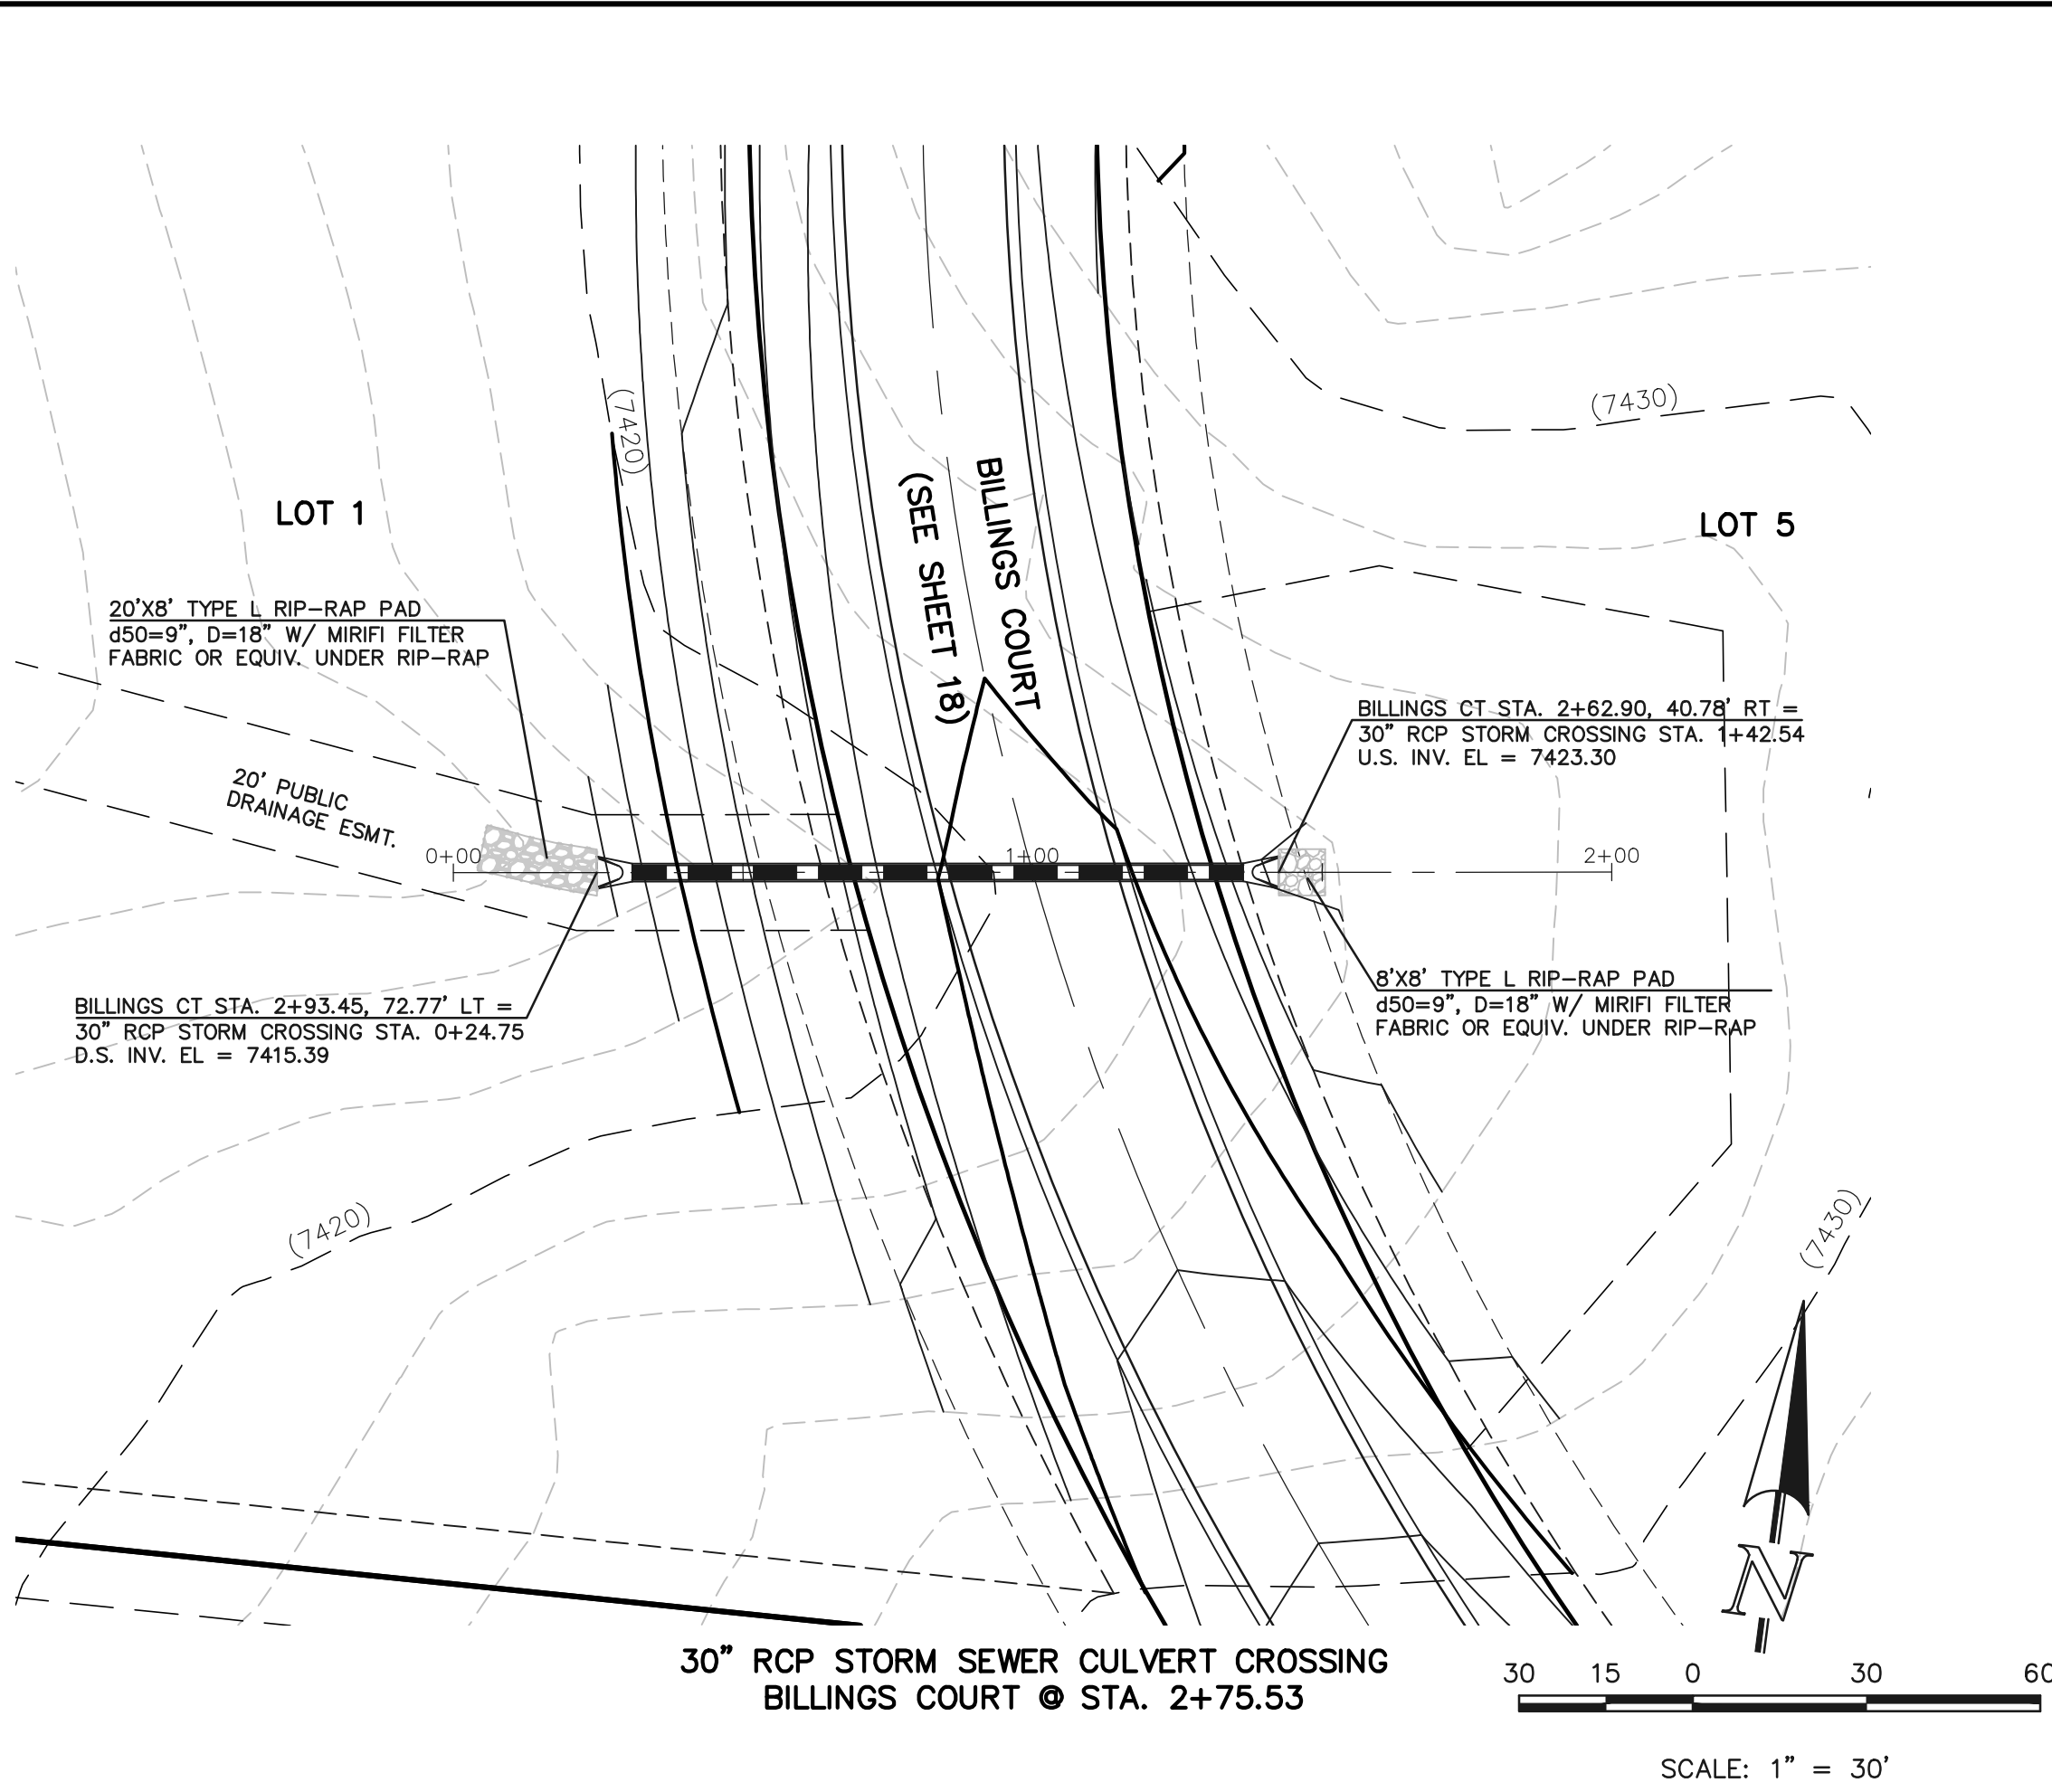 (7430)
(7420)
LOT 1
LOT 5
BILLINGS COURT
(SEE SHEET 18)
20'X8' TYPE L RIP-RAP PAD
d50=9", D=18" W/ MIRIFI FILTER
FABRIC OR EQUIV. UNDER RIP-RAP
BILLINGS CT STA. 2+62.90, 40.78' RT =
30" RCP STORM CROSSING STA. 1+42.54
U.S. INV. EL = 7423.30
20' PUBLIC
DRAINAGE ESMT.
0+00
1+00
2+00
BILLINGS CT STA. 2+93.45, 72.77' LT =
30" RCP STORM CROSSING STA. 0+24.75
D.S. INV. EL = 7415.39
8'X8' TYPE L RIP-RAP PAD
d50=9", D=18" W/ MIRIFI FILTER
FABRIC OR EQUIV. UNDER RIP-RAP
(7420)
(7430)
N
30" RCP STORM SEWER CULVERT CROSSING
BILLINGS COURT @ STA. 2+75.53
30 15 0 30 60
SCALE: 1" = 30'